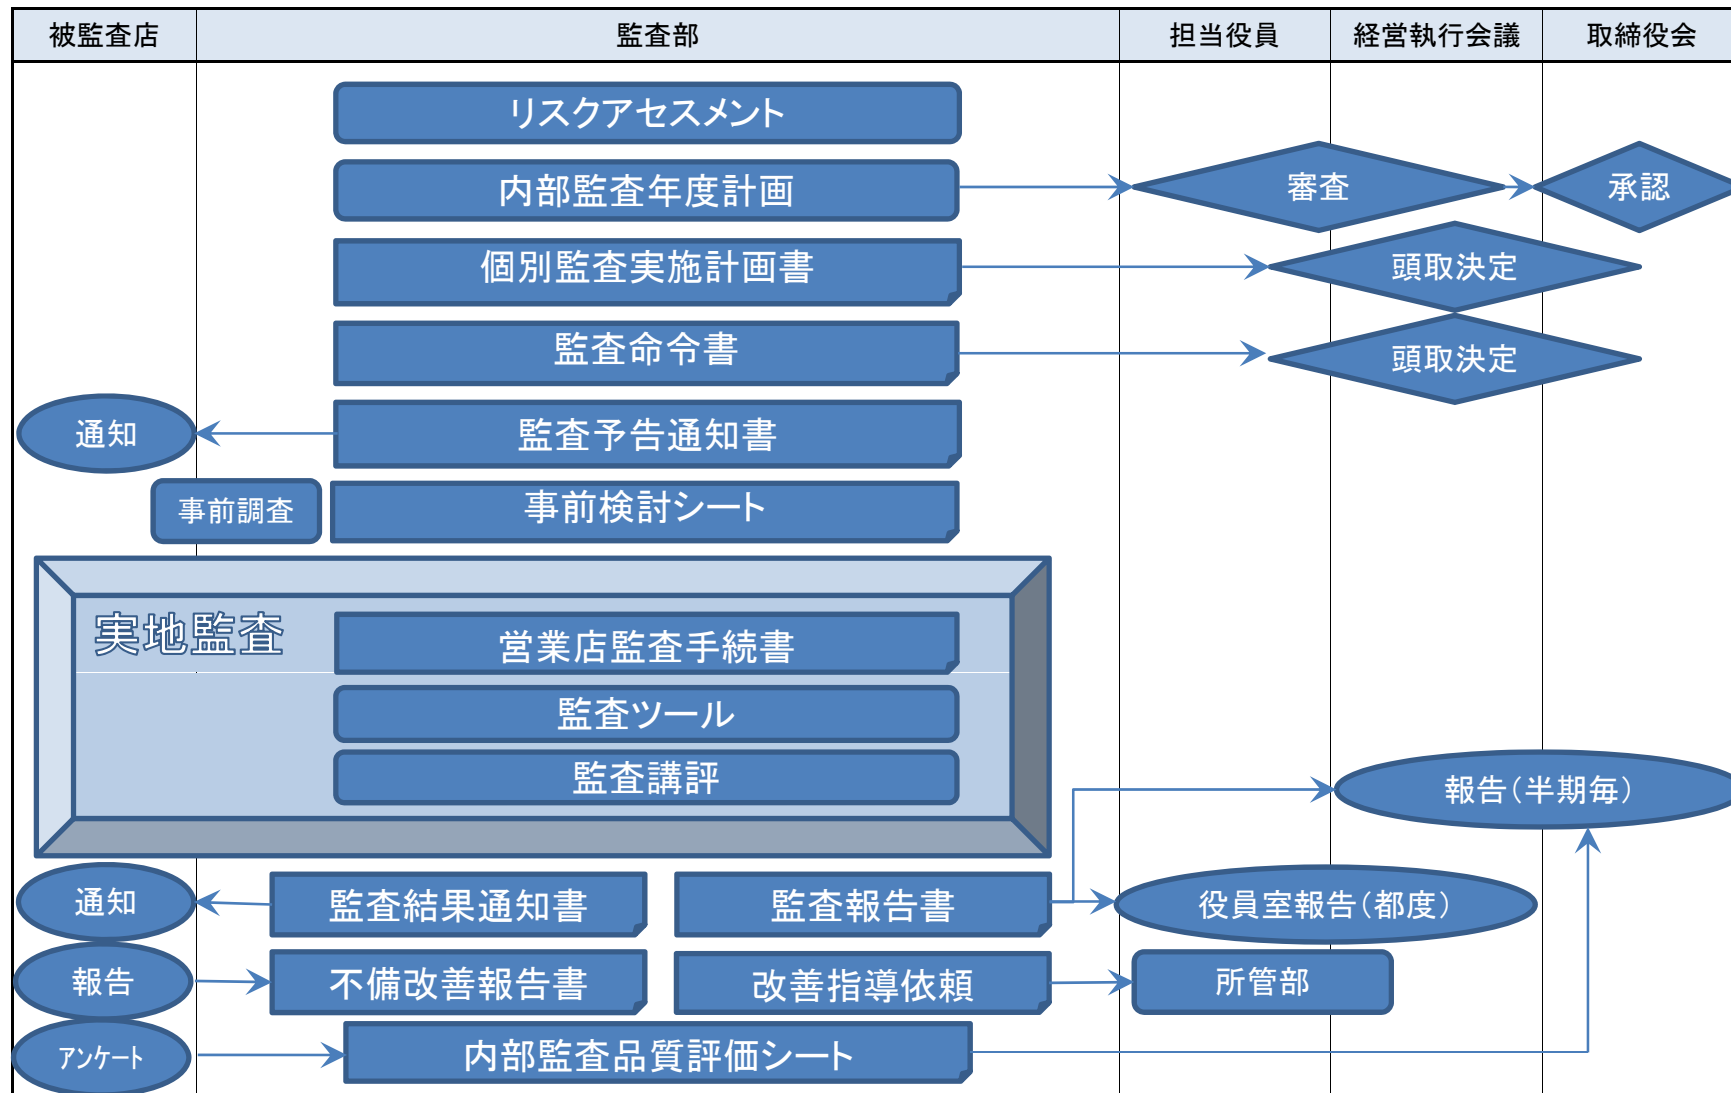 被監査店 監査部 担当役員 経営執行会議 取締役会
リスクアセスメント
内部監査年度計画 審査 承認
個別監査実施計画書 頭取決定
監査命令書 頭取決定
通知 監査予告通知書
事前調査 事前検討シート
実地監査 営業店監査手続書
監査ツール
監査講評
報告（半期毎）
通知 監査結果通知書 監査報告書 役員室報告（都度）
報告 不備改善報告書 改善指導依頼 所管部
アンケート 内部監査品質評価シート